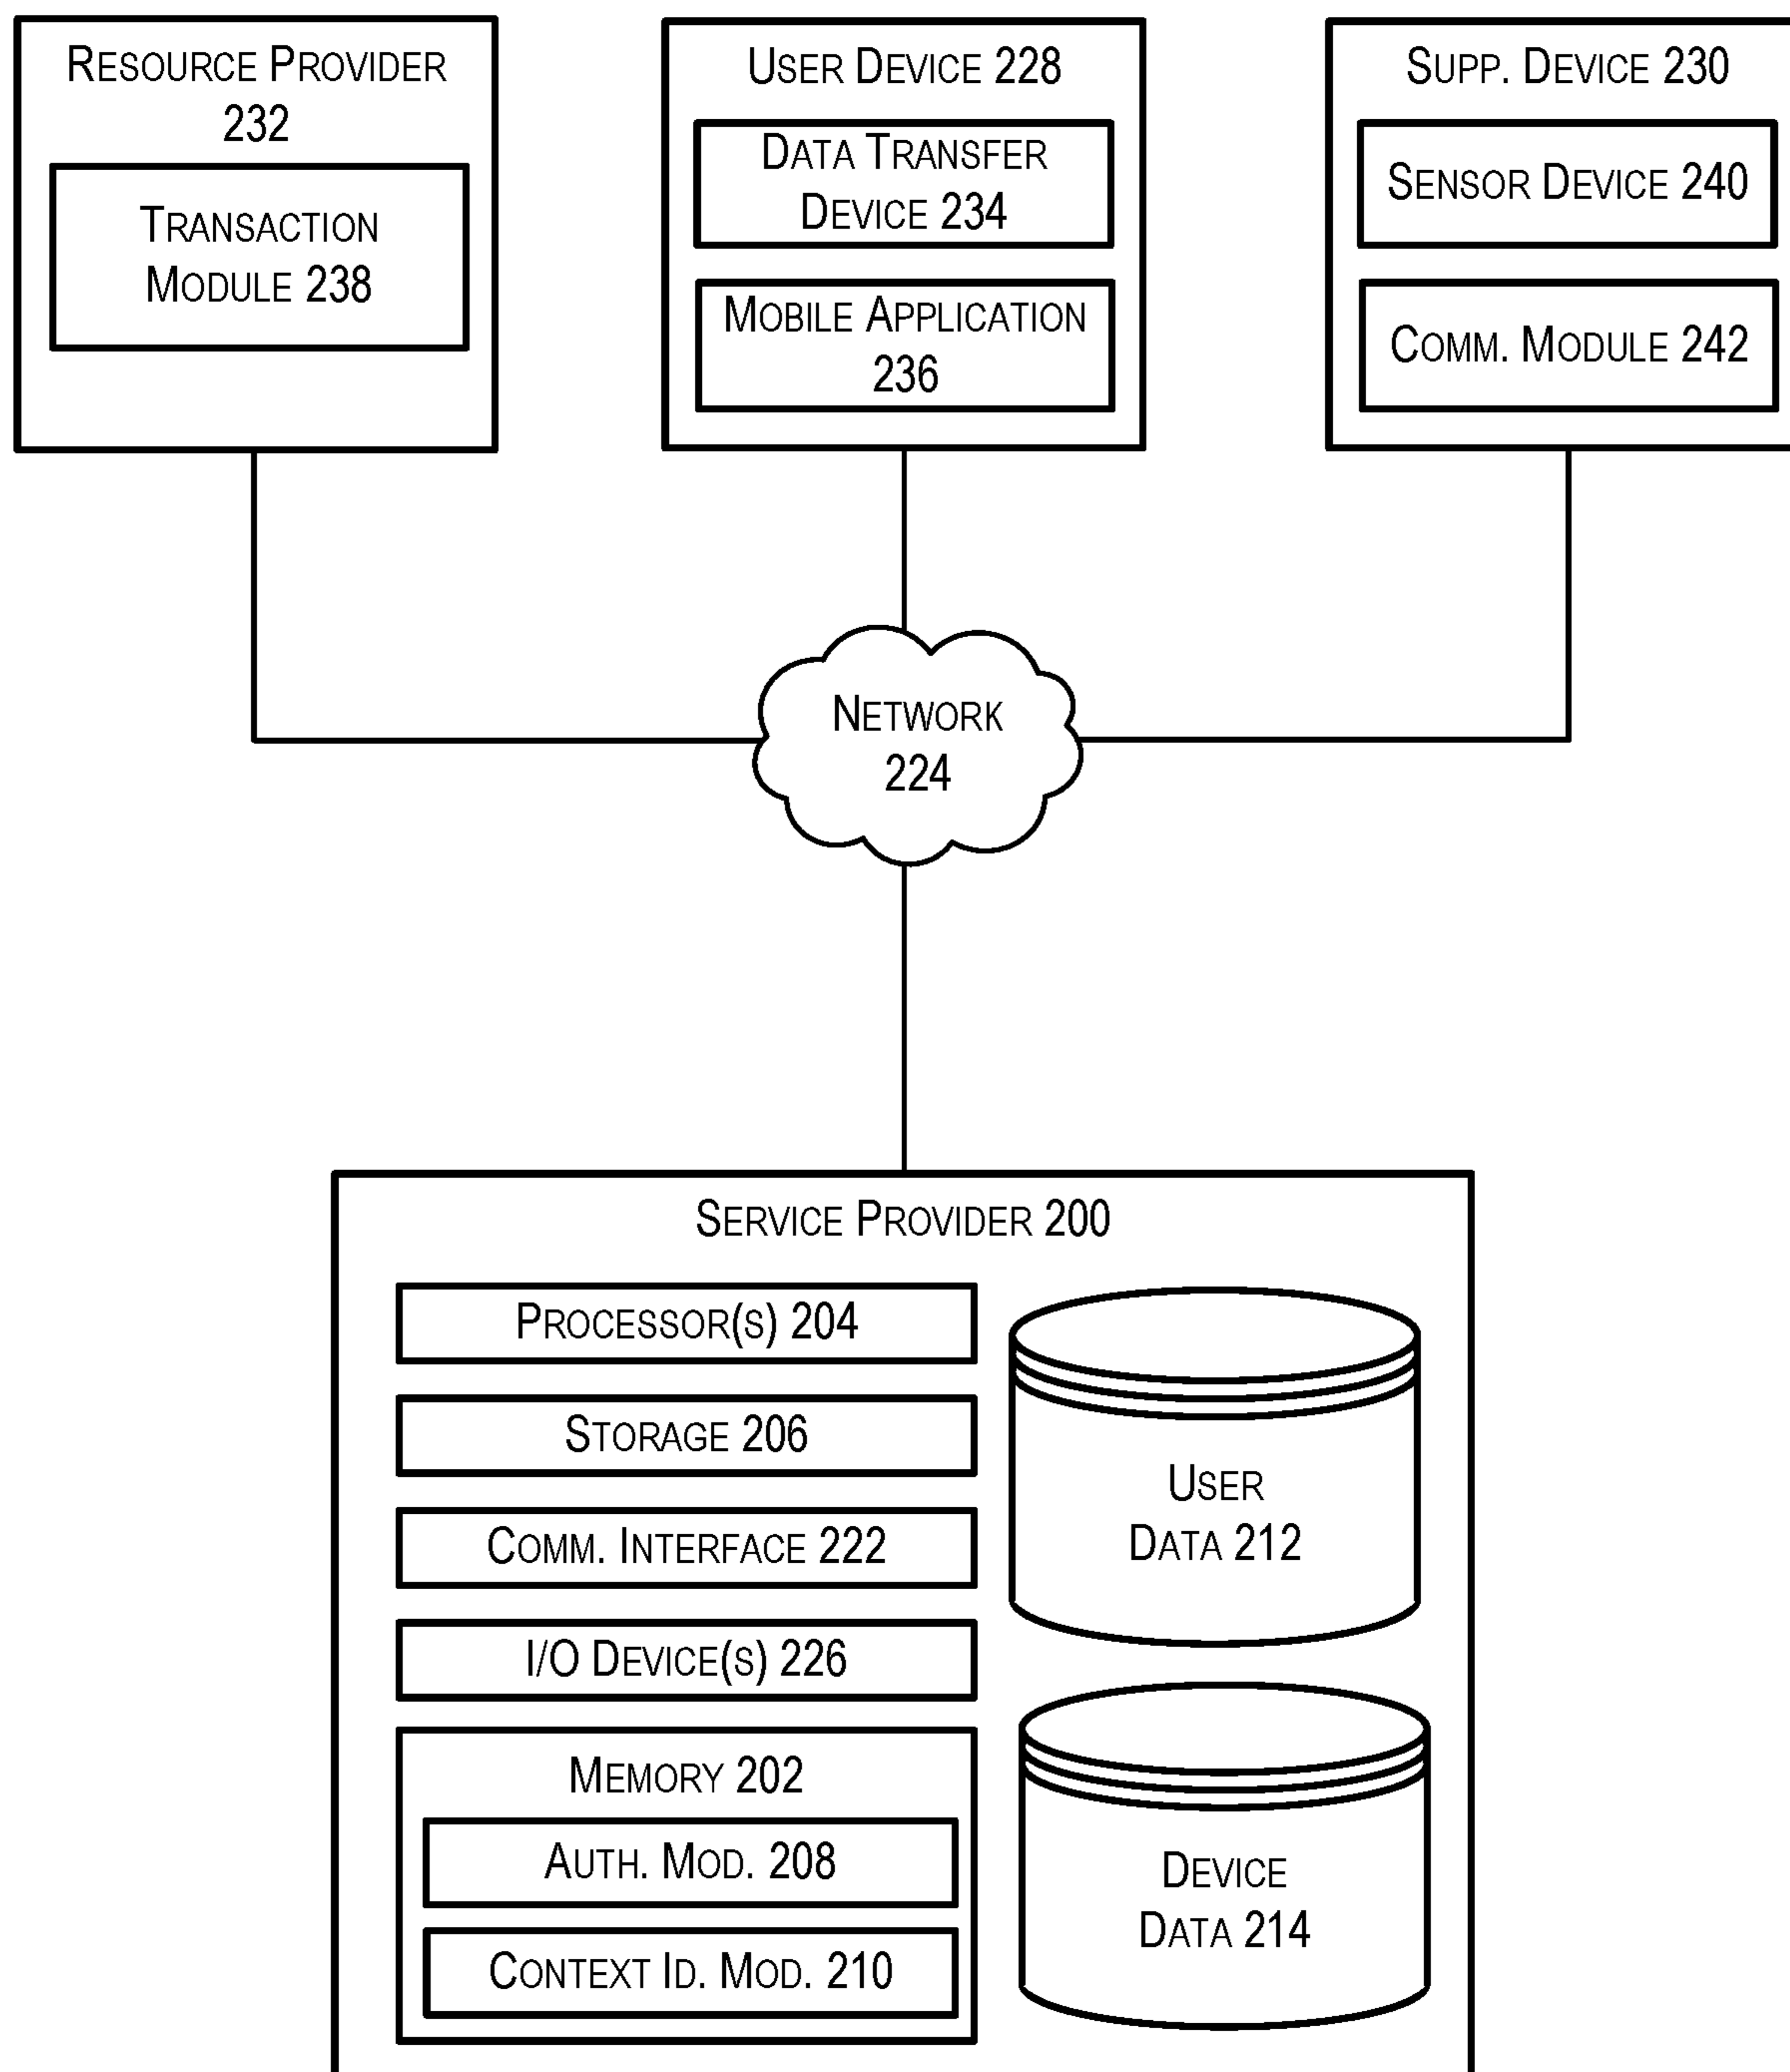 RESOURCE PROVIDER
232
TRANSACTION
MODULE 238
USER DEVICE 228
DATA TRANSFER
DEVICE 234
MOBILE APPLICATION
236
SUPP. DEVICE 230
SENSOR DEVICE 240
COMM. MODULE 242
NETWORK
224
SERVICE PROVIDER 200
PROCESSOR(S) 204
STORAGE 206
COMM. INTERFACE 222
I/O DEVICE(S) 226
MEMORY 202
AUTH. MOD. 208
CONTEXT ID. MOD. 210
USER
DATA 212
DEVICE
DATA 214